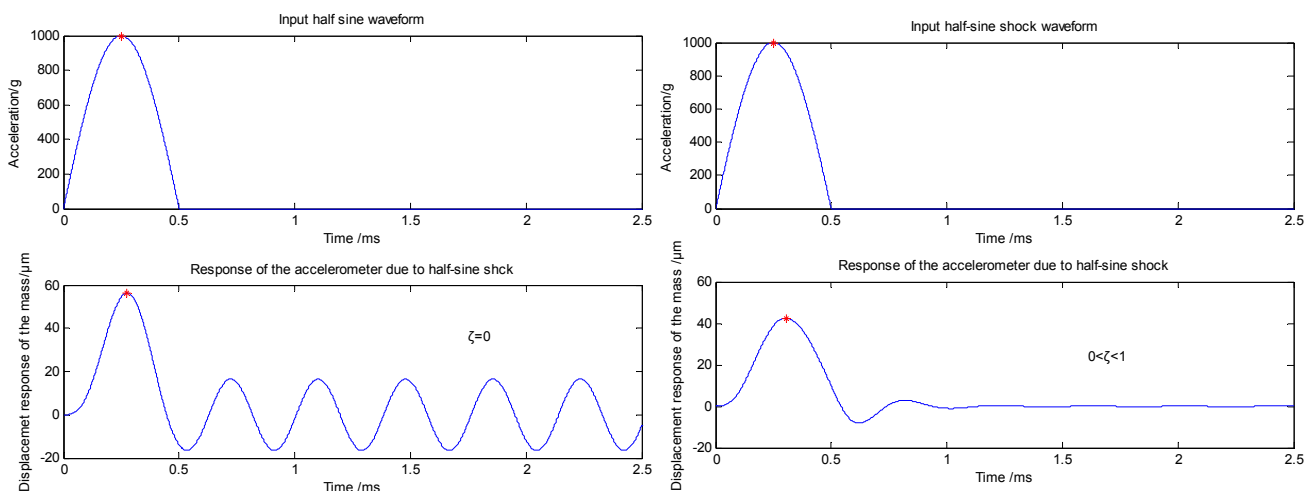 Input half sine waveform
Acceleration/g
1000
800
600
400
200
0
0 0.5 1 1.5 2 2.5
Time /ms
Response of the accelerometer due to half-sine shck
Displacemet response of the mass/μm
60
40
20
0
-20
ζ=0
0 0.5 1 1.5 2 2.5
Time /ms
Input half-sine shock waveform
Acceleration/g
1000
800
600
400
200
0
0 0.5 1 1.5 2 2.5
Time /ms
Response of the accelerometer due to half-sine shock
Displacement response of the mass /μm
60
40
20
0
-20
0<ζ<1
0 0.5 1 1.5 2 2.5
Time /ms